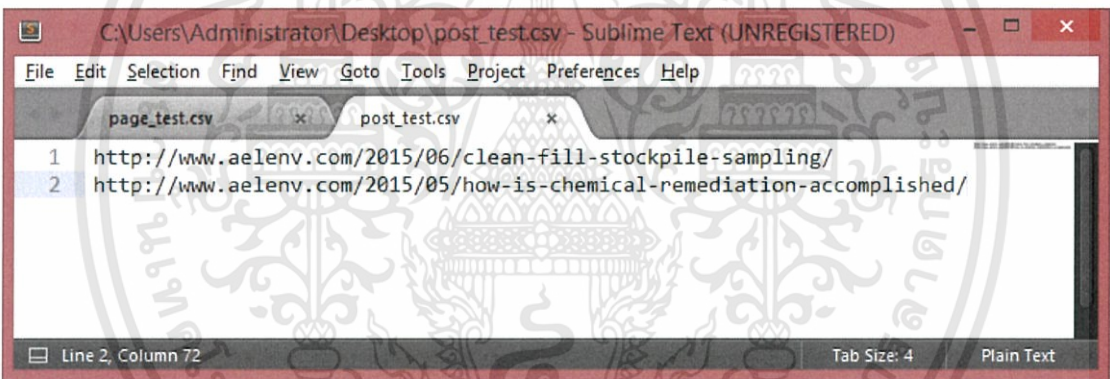 C:\Users\Administrator\Desktop\post_test.csv - Sublime Text (UNREGISTERED)
File Edit Selection Find View Goto Tools Project Preferences Help
page_test.csv × post_test.csv ×
1 http://www.aelenv.com/2015/06/clean-fill-stockpile-sampling/
2 http://www.aelenv.com/2015/05/how-is-chemical-remediation-accomplished/
Line 2, Column 72 Tab Size: 4 Plain Text